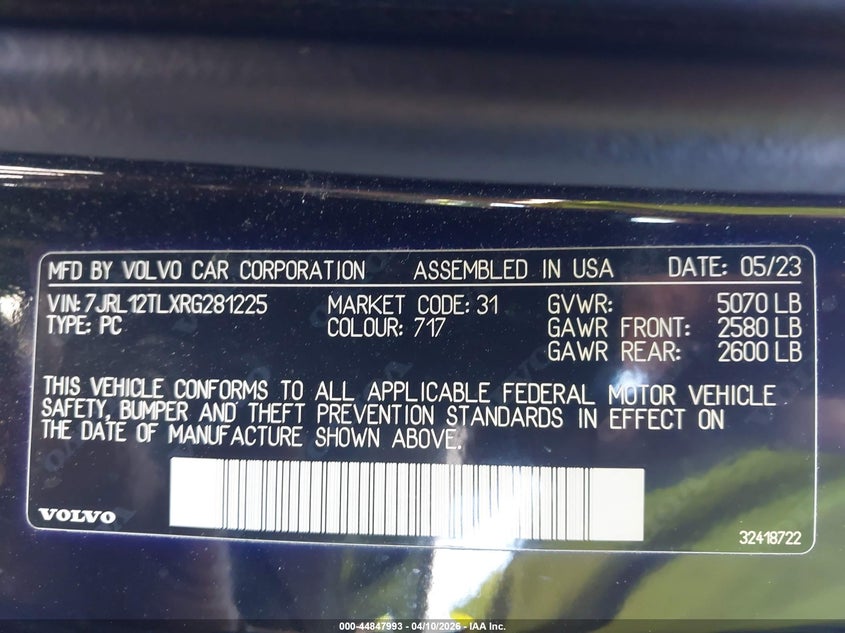 MFD BY VOLVO CAR CORPORATION ASSEMBLED IN USA DATE: 05/23
VIN: 7JRL12TLXRG281225 MARKET CODE: 31 GVWR: 5070 LB
TYPE: PC COLOUR: 717 GAWR FRONT: 2580 LB
GAWR REAR: 2600 LB
THIS VEHICLE CONFORMS TO ALL APPLICABLE FEDERAL MOTOR VEHICLE
SAFETY, BUMPER AND THEFT PREVENTION STANDARDS IN EFFECT ON
THE DATE OF MANUFACTURE SHOWN ABOVE.
VOLVO
32418722
000-44847993 - 04/10/2026 - IAA Inc.